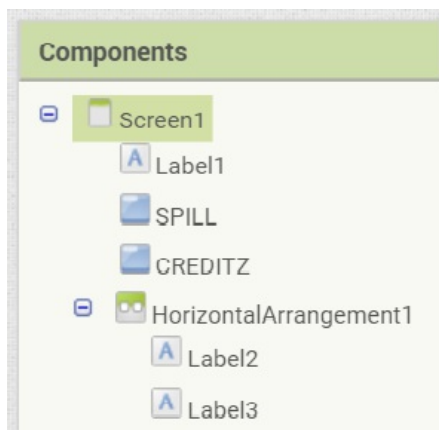 Components
Screen1
Label1
SPILL
CREDITZ
HorizontalArrangement1
Label2
Label3